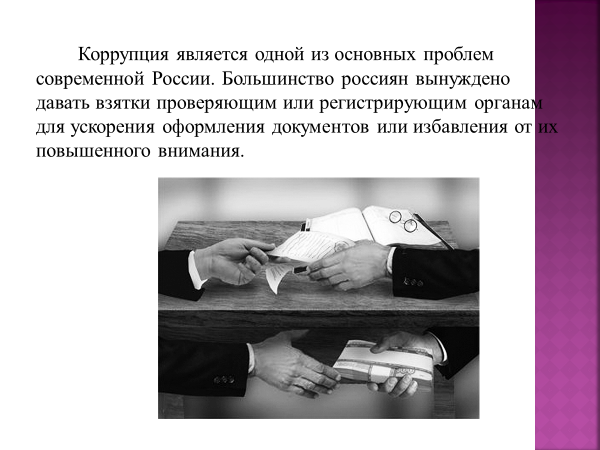 Коррупция является одной из основных проблем
современной России. Большинство россиян вынуждено
давать взятки проверяющим или регистрирующим органам
для ускорения оформления документов или избавления от их
повышенного внимания.